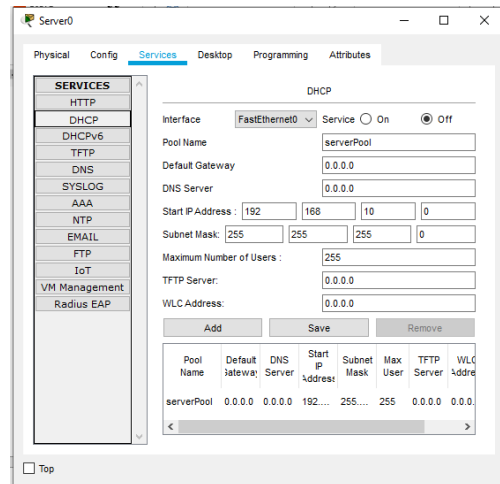 Server0
Physical Config Services Desktop Programming Attributes
SERVICES
HTTP
DHCP
DHCPv6
TFTP
DNS
SYSLOG
AAA
NTP
EMAIL
FTP
IoT
VM Management
Radius EAP
DHCP
Interface FastEthernet0 Service On Off
Pool Name serverPool
Default Gateway 0.0.0.0
DNS Server 0.0.0.0
Start IP Address : 192 168 10 0
Subnet Mask: 255 255 255 0
Maximum Number of Users : 255
TFTP Server: 0.0.0.0
WLC Address: 0.0.0.0
Add Save Remove
Pool Name Default Gateway DNS Server Start IP Address Subnet Mask Max User TFTP Server WLC Addre
serverPool 0.0.0.0 0.0.0.0 192.... 255.... 255 0.0.0.0 0.0.0.
Top